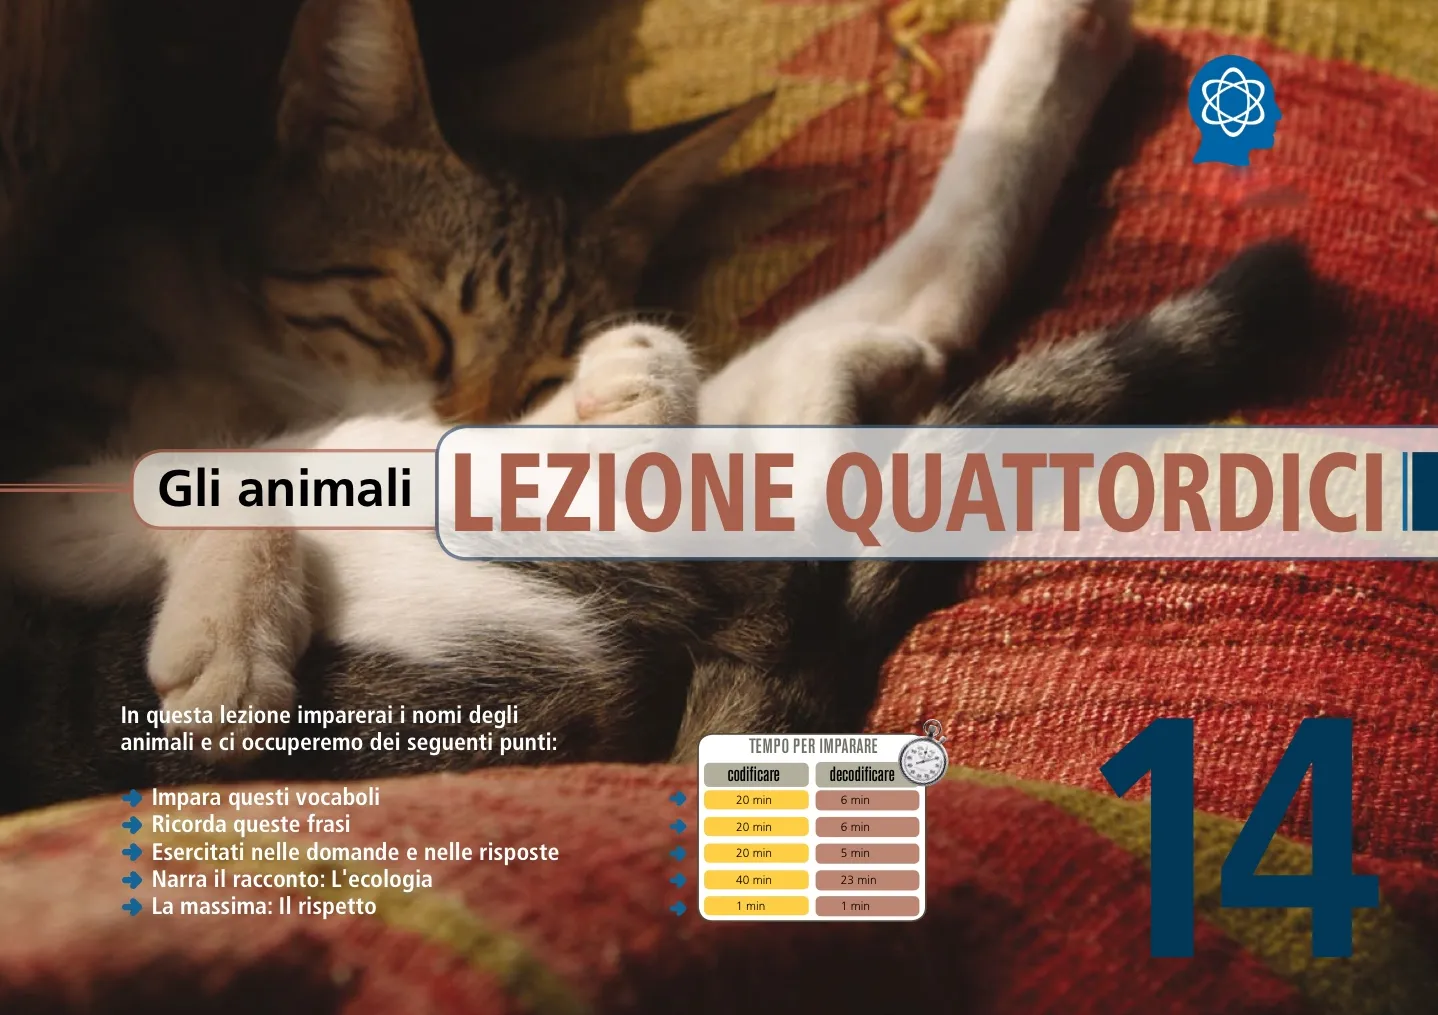 Gli animali
LEZIONE QUATTORDICI
In questa lezione imparerai i nomi degli
animali e ci occuperemo dei seguenti punti:
Impara questi vocaboli
Ricorda queste frasi
Esercitati nelle domande e nelle risposte
Narra il racconto: L'ecologia
La massima: Il rispetto
TEMPO PER IMPARARE
codificare decodificare
20 min 6 min
20 min 6 min
20 min 5 min
40 min 23 min
1 min 1 min
14